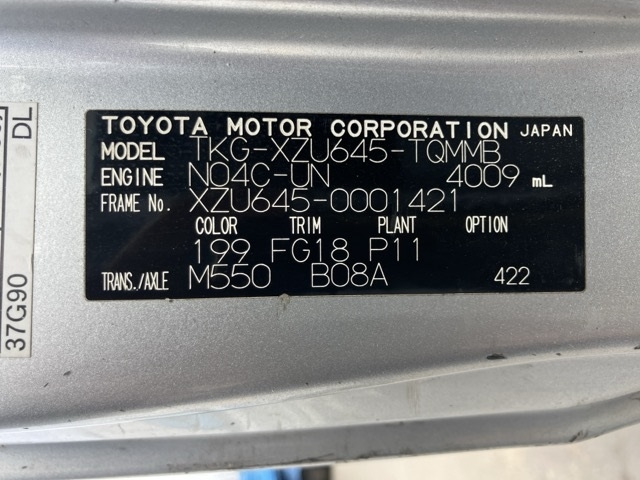 TOYOTA MOTOR CORPORATION JAPAN
MODEL TKG-XZU645-TQMMB
ENGINE N04C-UN 4009 mL
FRAME No. XZU645-0001421
COLOR TRIM PLANT OPTION
199 FG18 P11
TRANS./AXLE M550 B08A 422
37G90 DL